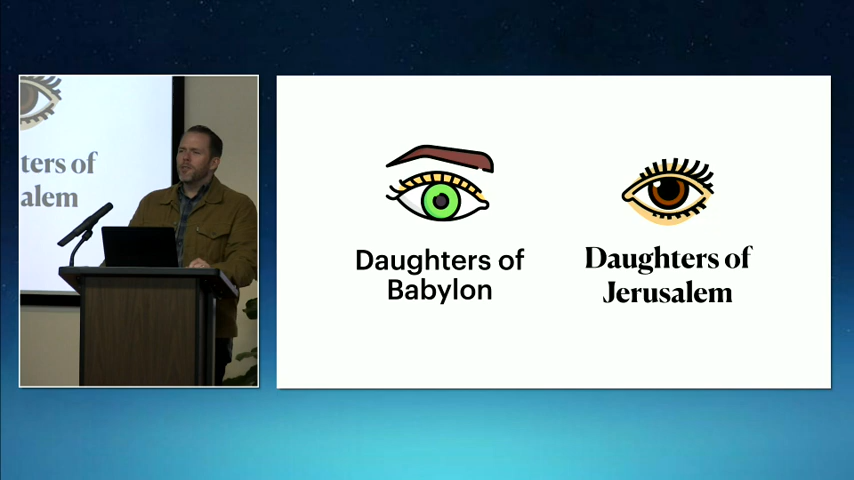 ters of
alem
Daughters of
Babylon
Daughters of
Jerusalem